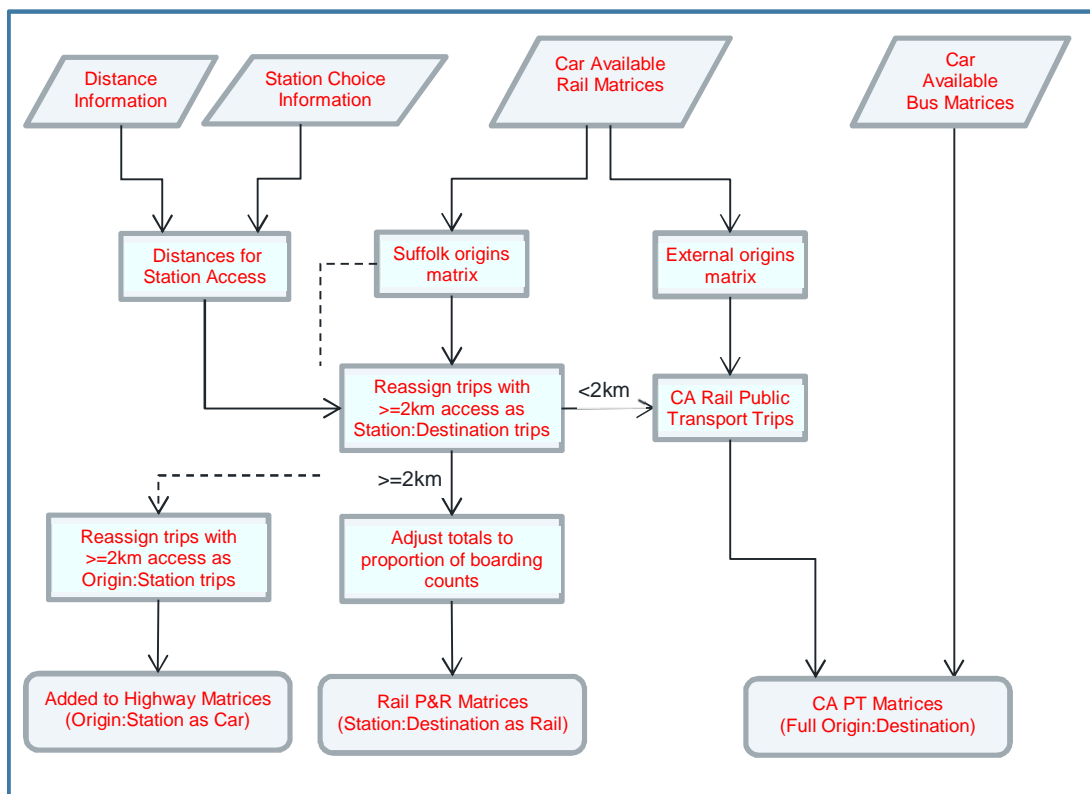 Distance
Information
Station Choice
Information
Car Available
Rail Matrices
Car
Available
Bus Matrices
Distances for
Station Access
Suffolk origins
matrix
External origins
matrix
Reassign trips with
>=2km access as
Station:Destination trips
<2km
CA Rail Public
Transport Trips
>=2km
Reassign trips with
>=2km access as
Origin:Station trips
Adjust totals to
proportion of boarding
counts
Added to Highway Matrices
(Origin:Station as Car)
Rail P&R Matrices
(Station:Destination as Rail)
CA PT Matrices
(Full Origin:Destination)